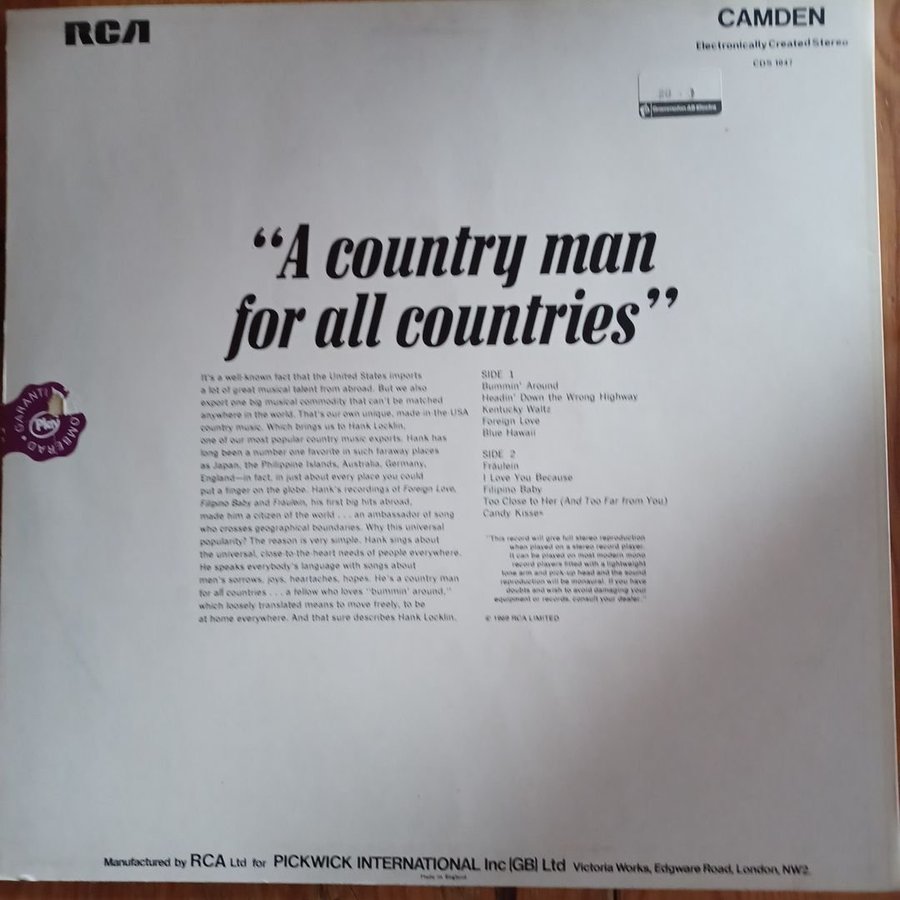 RCA
CAMDEN
Electronically Created Stereo
CDS 1047
Grammofon AB Electra
GARANTI
Play
OMBERAD
“A country man
for all countries”
It's a well-known fact that the United States imports
a lot of great musical talent from abroad. But we also
export one big musical commodity that can't be matched
anywhere in the world. That's our own unique, made in the USA
country music. Which brings us to Hank Locklin,
one of our most popular country music exports. Hank has
long been a number one favorite in such faraway places
as Japan, the Philippine Islands, Australia, Germany,
England—in fact, in just about every place you could
put a finger on the globe. Hank's recordings of Foreign Love,
Filipino Baby and Fraulein, his first big hits abroad,
made him a citizen of the world . . . an ambassador of song
who crosses geographical boundaries. Why this universal
popularity? The reason is very simple. Hank sings about
the universal, close-to-the-heart needs of people everywhere.
He speaks everybody's language with songs about
men's sorrows, joys, heartaches, hopes. He's a country man
for all countries . . . a fellow who loves "bummin' around,"
which loosely translated means to move freely, to be
at home everywhere. And that sure describes Hank Locklin.
SIDE 1
Bummin' Around
Headin' Down the Wrong Highway
Kentucky Waltz
Foreign Love
Blue Hawaii
SIDE 2
Fräulein
I Love You Because
Filipino Baby
Too Close to Her (And Too Far from You)
Candy Kisses
"This record will give full stereo reproduction
when played on a stereo record player.
It can be played on most modern mono
record players fitted with a lightweight
tone arm and pick-up head and the sound
reproduction will be monaural. If you have
doubts and wish to avoid damaging your
equipment or records, consult your dealer."
© 1969 RCA LIMITED
Manufactured by RCA Ltd for PICKWICK INTERNATIONAL Inc (GB) Ltd Victoria Works, Edgware Road, London, NW2.
Made in England